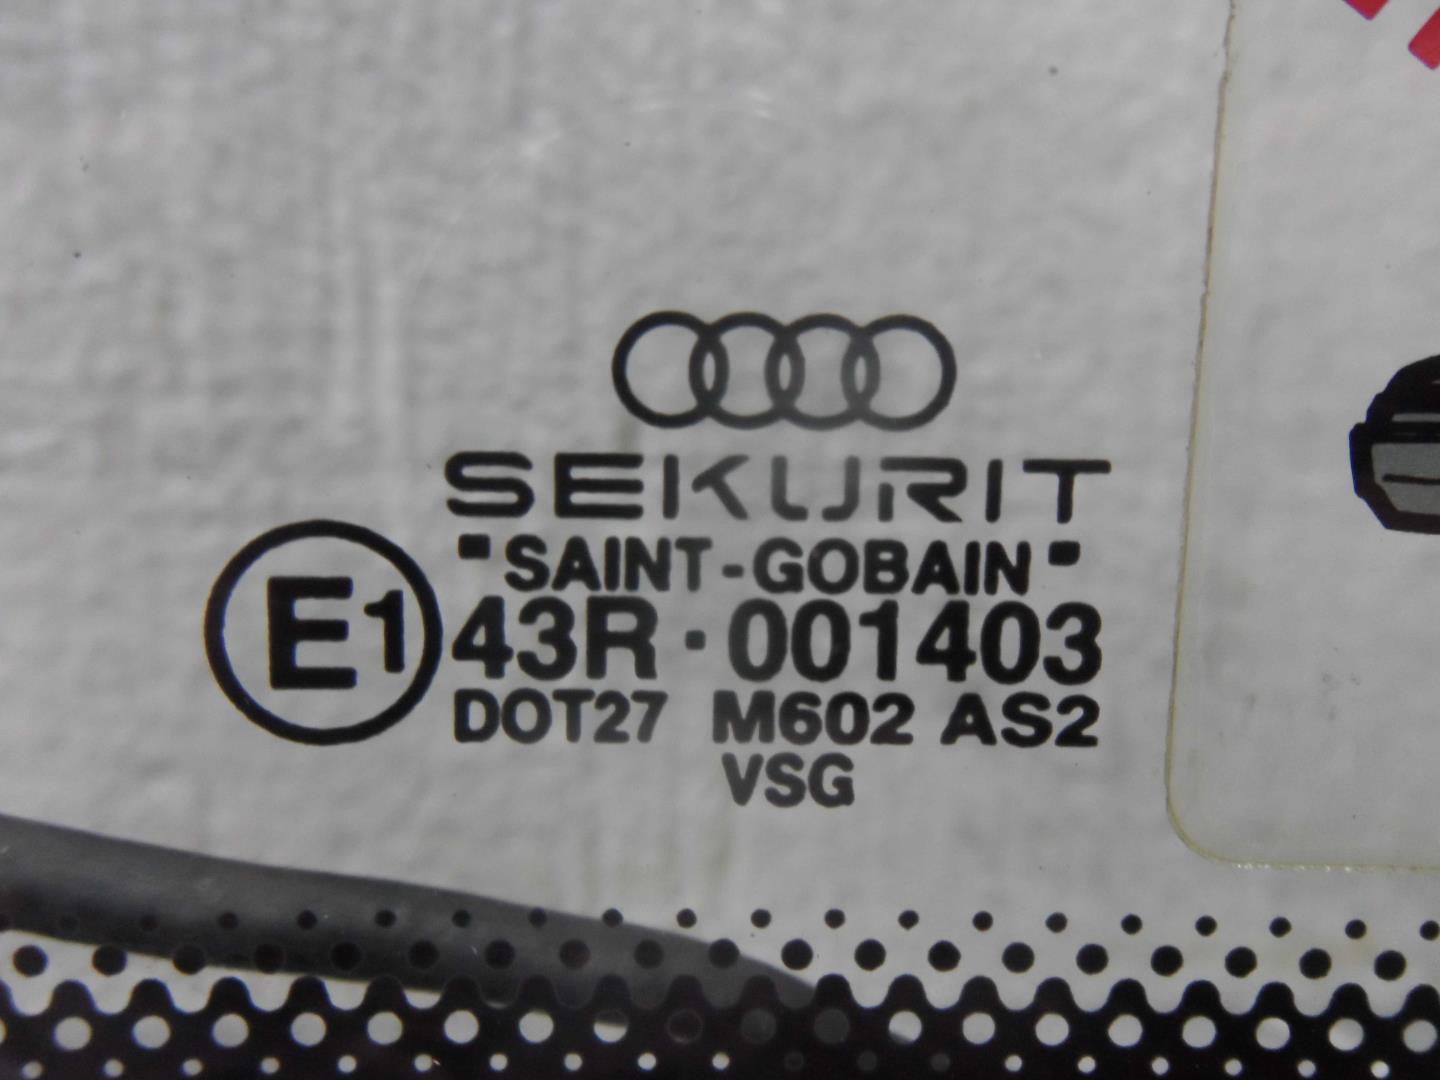 SEKURIT
"SAINT-GOBAIN"
E1 43R·001403
DOT27 M602 AS2
VSG